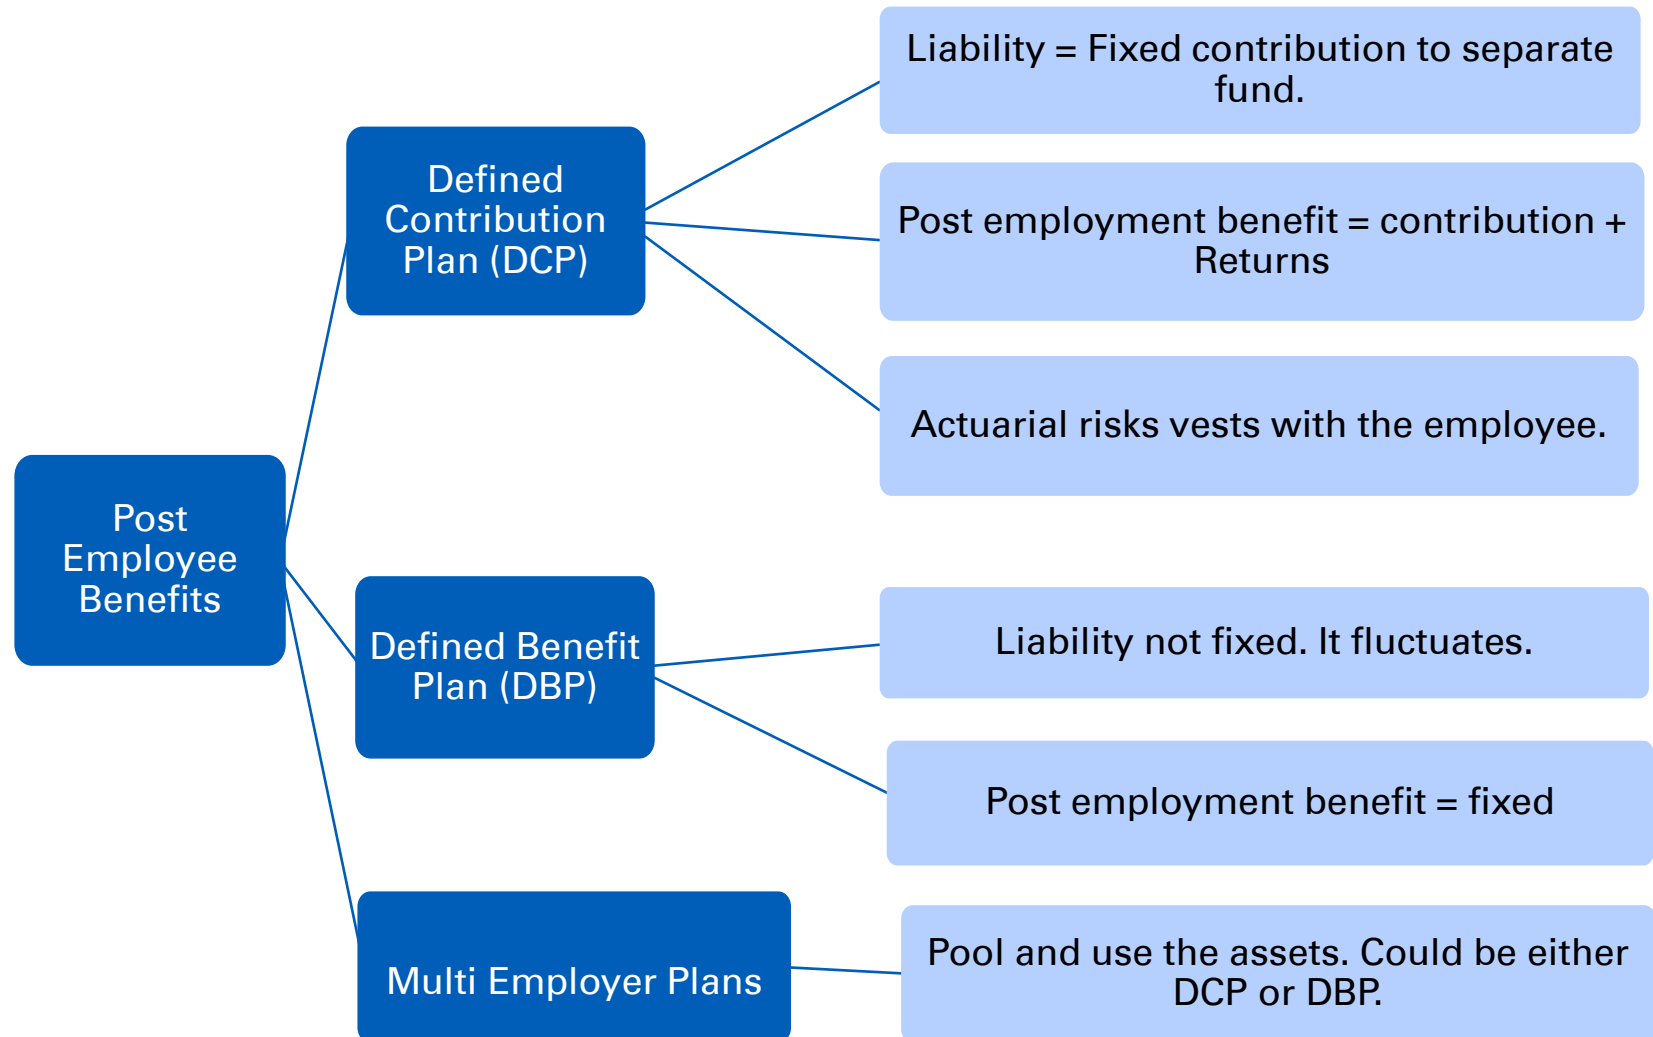 Liability = Fixed contribution to separate
fund.
Defined
Contribution
Plan (DCP)
Post employment benefit = contribution +
Returns
Actuarial risks vests with the employee.
Post
Employee
Benefits
Defined Benefit
Plan (DBP)
Liability not fixed. It fluctuates.
Post employment benefit = fixed
Multi Employer Plans
Pool and use the assets. Could be either
DCP or DBP.